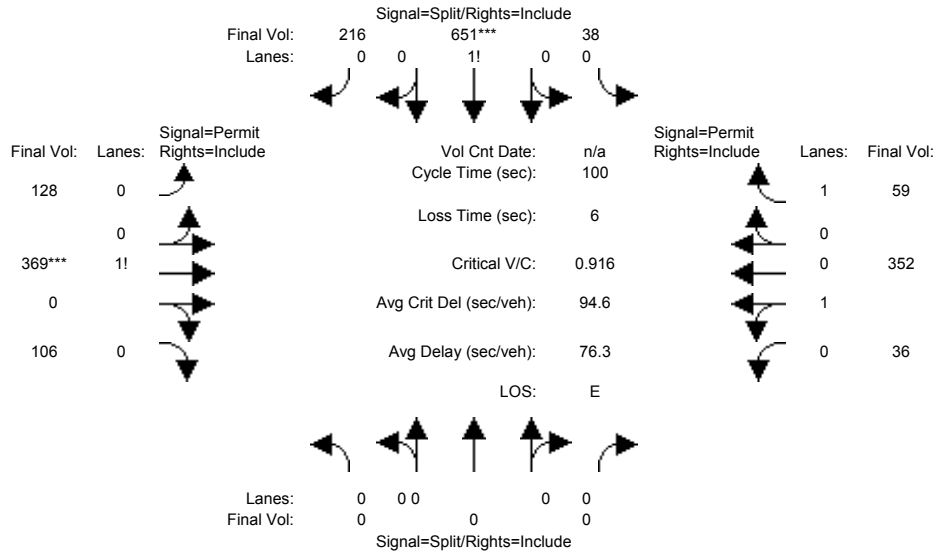 Signal=Split/Rights=Include
Final Vol: 216 651*** 38
Lanes: 0 0 1! 0 0
Signal=Permit
Final Vol: Lanes: Rights=Include
Vol Cnt Date: n/a
Signal=Permit
Rights=Include Lanes: Final Vol:
Cycle Time (sec): 100
128 0
1 59
Loss Time (sec): 6
0
0
369*** 1!
Critical V/C: 0.916
0 352
0 0
Avg Crit Del (sec/veh): 94.6
1
106 0
Avg Delay (sec/veh): 76.3
0 36
LOS: E
Lanes: 0 0 0 0 0
Final Vol: 0 0 0
Signal=Split/Rights=Include